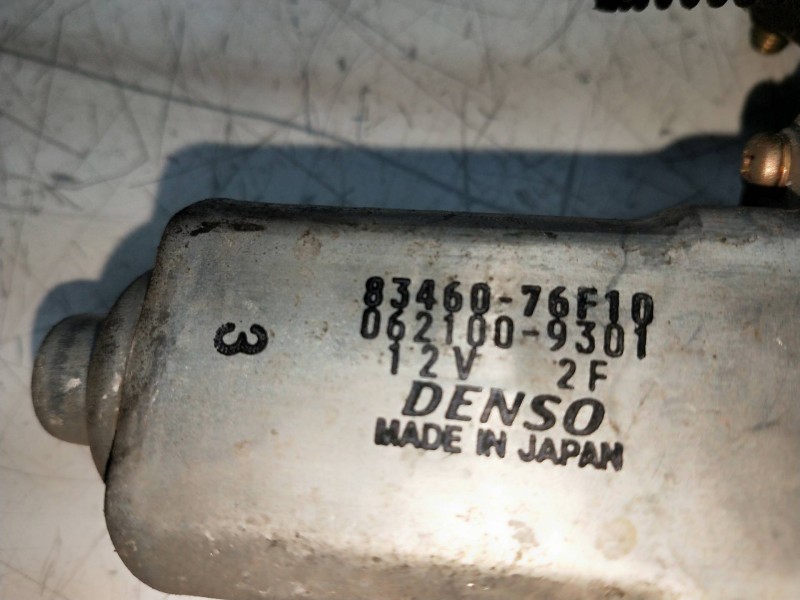 83460-76F10
062100-9301
12V 2F
DENSO
MADE IN JAPAN
3